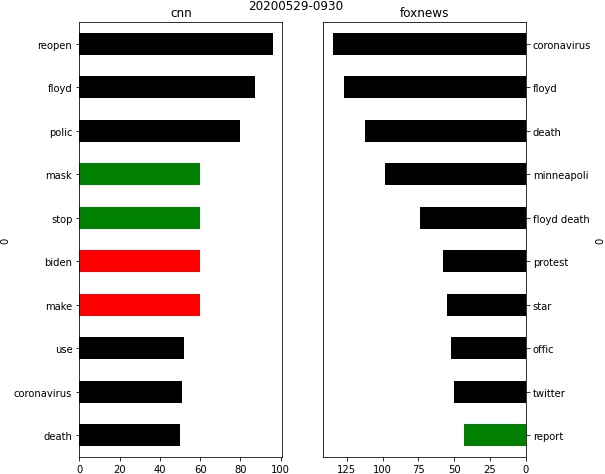 20200529-0930
cnn
foxnews
reopen
floyd
polic
mask
stop
biden
make
use
coronavirus
death
0 20 40 60 80 100
0
coronavirus
floyd
death
minneapoli
floyd death
protest
star
offic
twitter
report
125 100 75 50 25 0
0